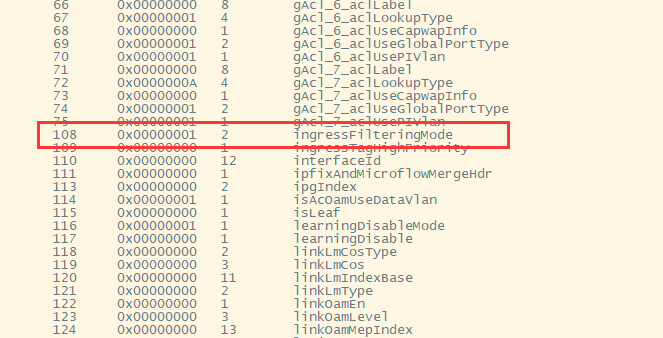 66 0x00000000 8 gAcl_6_aclLabel
67 0x00000001 4 gAcl_6_aclLookupType
68 0x00000000 1 gAcl_6_aclUseCapwapInfo
69 0x00000001 2 gAcl_6_aclUseGlobalPortType
70 0x00000001 1 gAcl_6_aclUsePIVlan
71 0x00000000 8 gAcl_7_aclLabel
72 0x0000000A 4 gAcl_7_aclLookupType
73 0x00000000 1 gAcl_7_aclUseCapwapInfo
74 0x00000001 2 gAcl_7_aclUseGlobalPortType
75 0x00000001 1 gAcl_7_aclUsePIVlan
108 0x00000001 2 ingressFilteringMode
109 0x00000000 1 ingressTagHighPriority
110 0x00000000 12 interfaceId
111 0x00000000 1 ipfixAndMicroflowMergeHdr
113 0x00000000 2 ipgIndex
114 0x00000001 1 isAcOamUseDataVlan
115 0x00000000 1 isLeaf
116 0x00000001 1 learningDisableMode
117 0x00000000 1 learningDisable
118 0x00000000 2 linkLmCosType
119 0x00000000 3 linkLmCos
120 0x00000000 11 linkLmIndexBase
121 0x00000000 2 linkLmType
122 0x00000000 1 linkOamEn
123 0x00000000 3 linkOamLevel
124 0x00000000 13 linkOamMepIndex